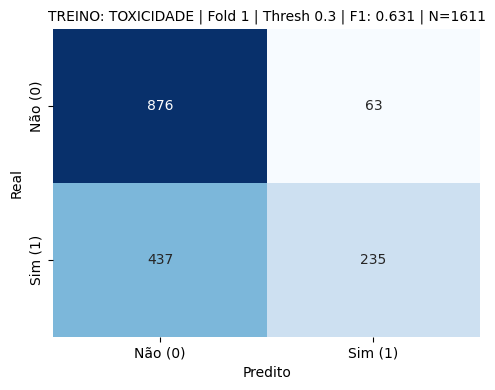 TREINO: TOXICIDADE | Fold 1 | Thresh 0.3 | F1: 0.631 | N=1611
Não (0)
876
63
Real
Sim (1)
437
235
Não (0)
Sim (1)
Predito